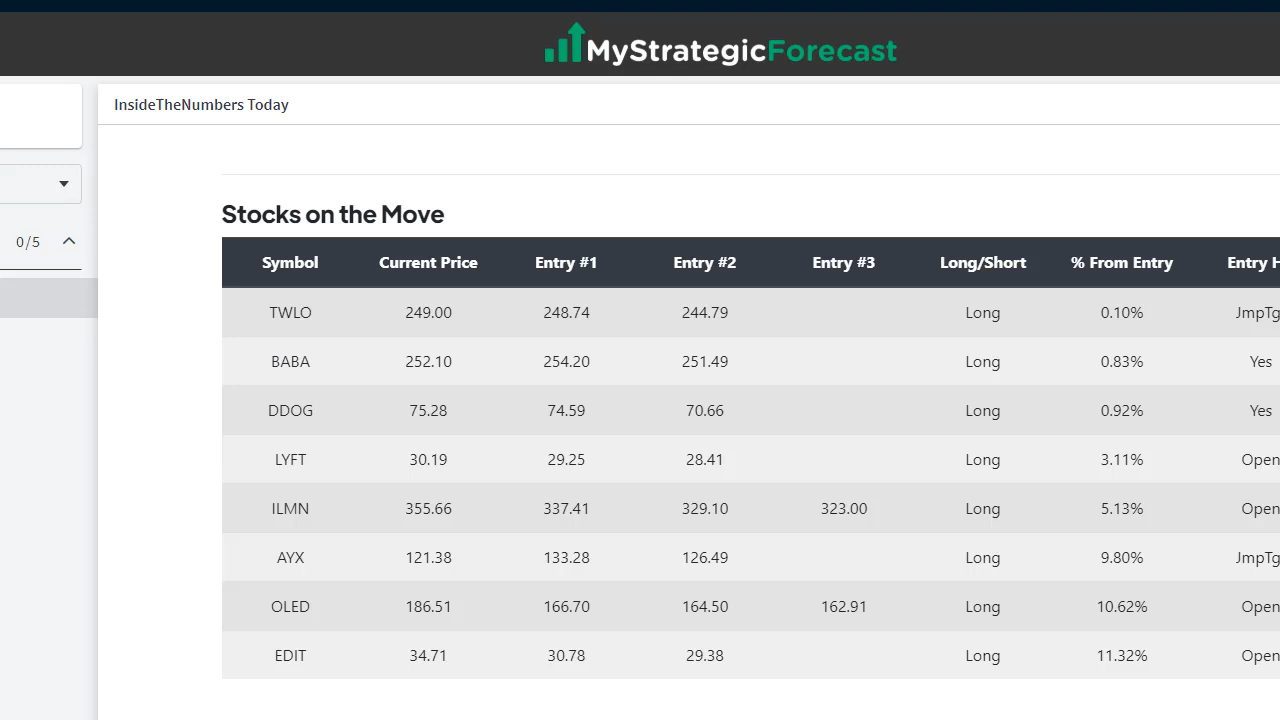 MyStrategicForecast
InsideTheNumbers Today
0/5
Stocks on the Move
Symbol Current Price Entry #1 Entry #2 Entry #3 Long/Short % From Entry Entry H
TWLO 249.00 248.74 244.79 Long 0.10% JmpTg
BABA 252.10 254.20 251.49 Long 0.83% Yes
DDOG 75.28 74.59 70.66 Long 0.92% Yes
LYFT 30.19 29.25 28.41 Long 3.11% Open
ILMN 355.66 337.41 329.10 323.00 Long 5.13% Open
AYX 121.38 133.28 126.49 Long 9.80% JmpTg
OLED 186.51 166.70 164.50 162.91 Long 10.62% Open
EDIT 34.71 30.78 29.38 Long 11.32% Open